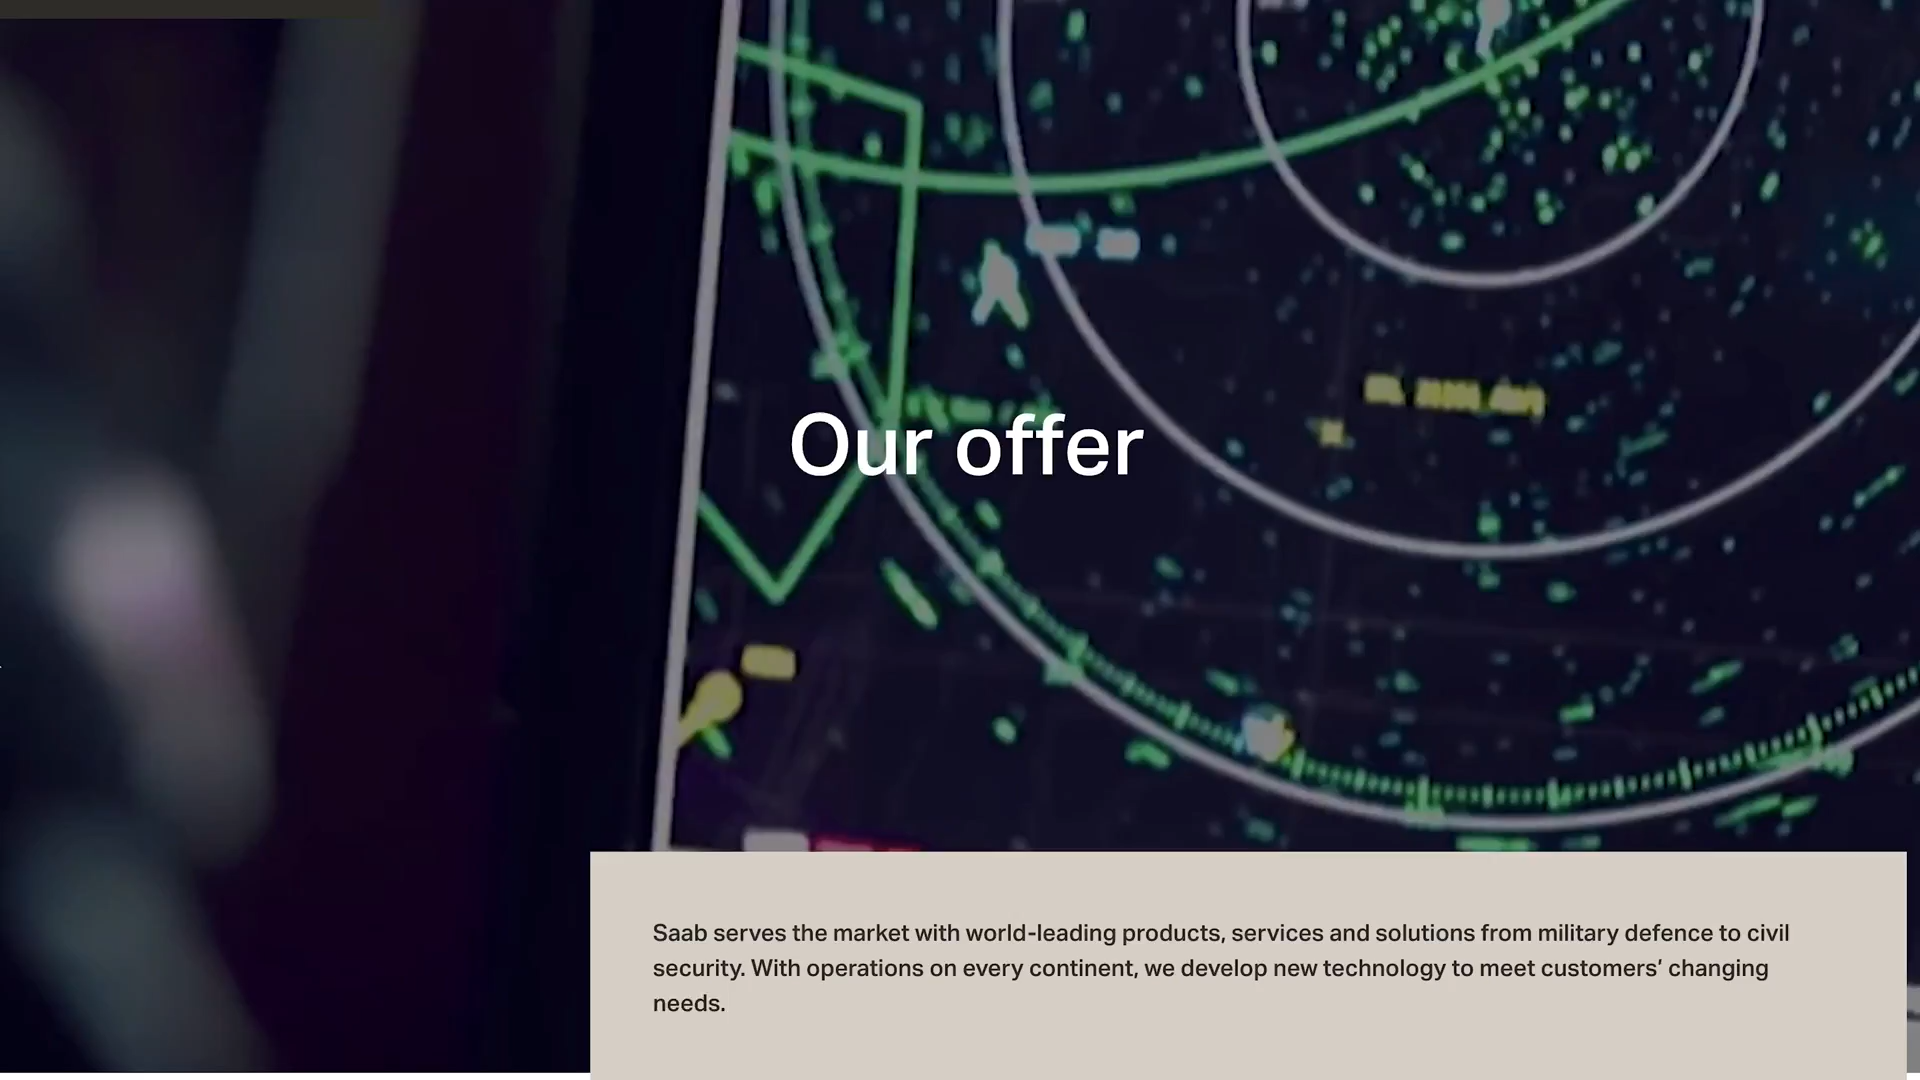 Our offer
Saab serves the market with world-leading products, services and solutions from military defence to civil
security. With operations on every continent, we develop new technology to meet customers’ changing
needs.